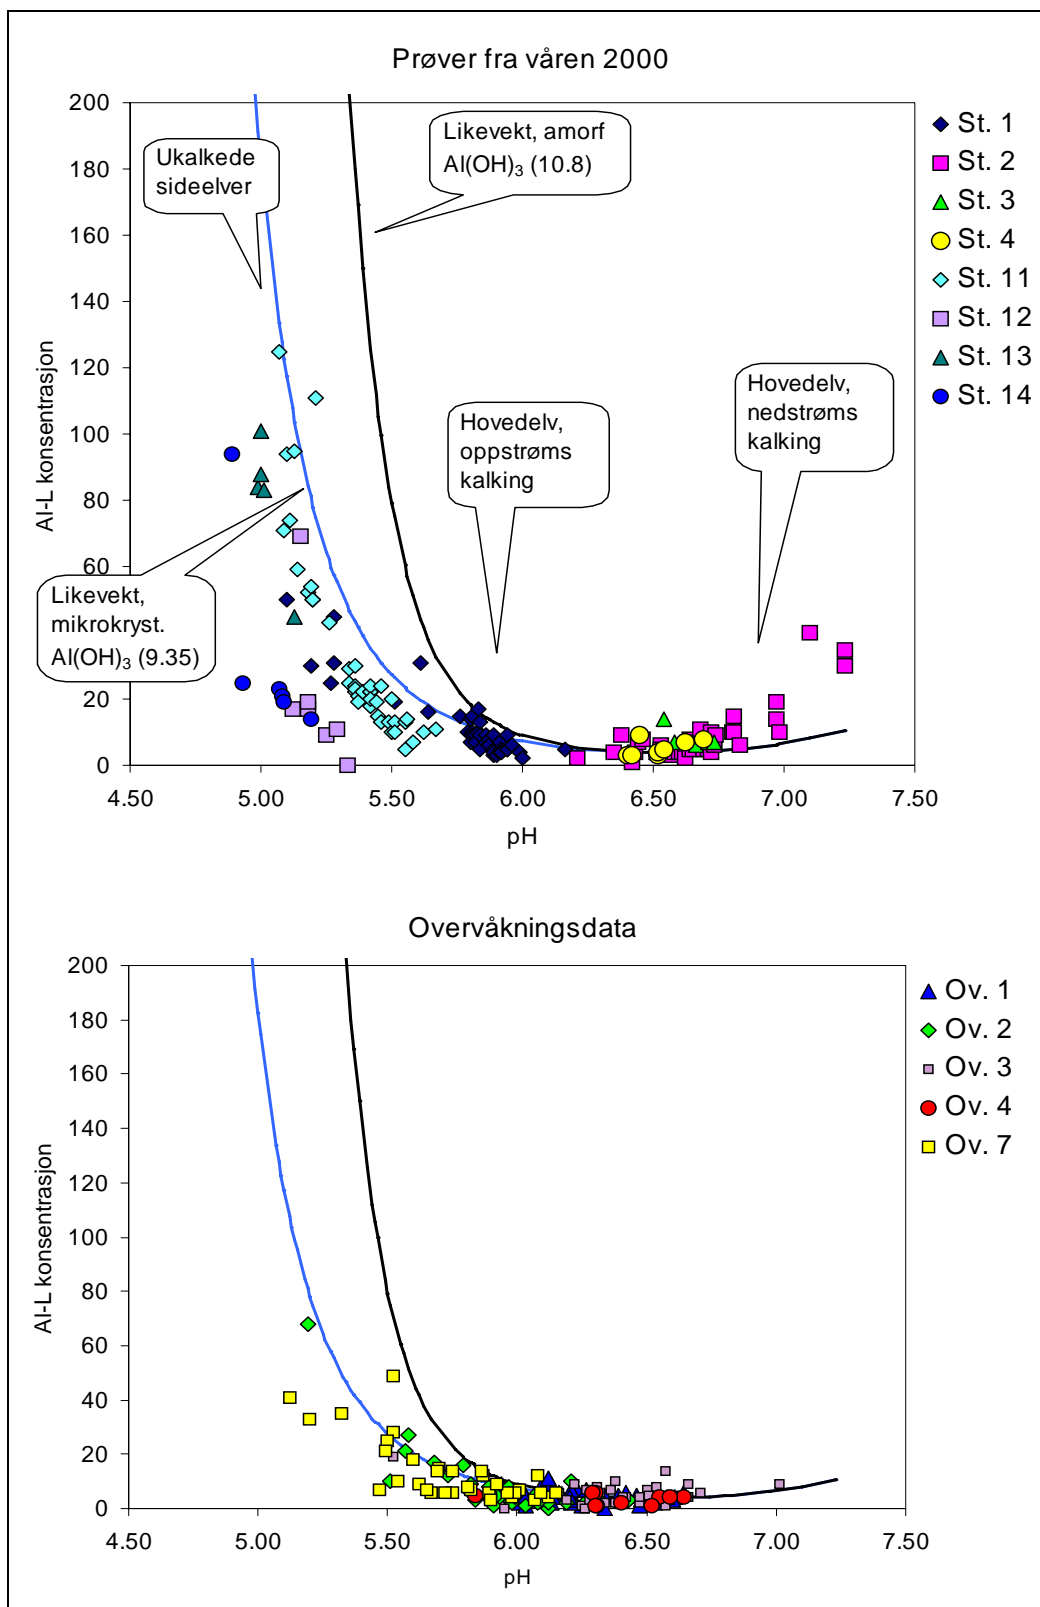 Prøver fra våren 2000
200
180
160
140
120
100
80
60
40
20
0
Al-L konsentrasjon
4.50 5.00 5.50 6.00 6.50 7.00 7.50
pH
Ukalkede
sideelver
Likevekt, amorf
Al(OH)₃ (10.8)
Hovedelv,
oppstrøms
kalking
Hovedelv,
nedstrøms
kalking
Likevekt,
mikrokryst.
Al(OH)₃ (9.35)
St. 1
St. 2
St. 3
St. 4
St. 11
St. 12
St. 13
St. 14
Overvåkningsdata
200
180
160
140
120
100
80
60
40
20
0
Al-L konsentrasjon
4.50 5.00 5.50 6.00 6.50 7.00 7.50
pH
Ov. 1
Ov. 2
Ov. 3
Ov. 4
Ov. 7